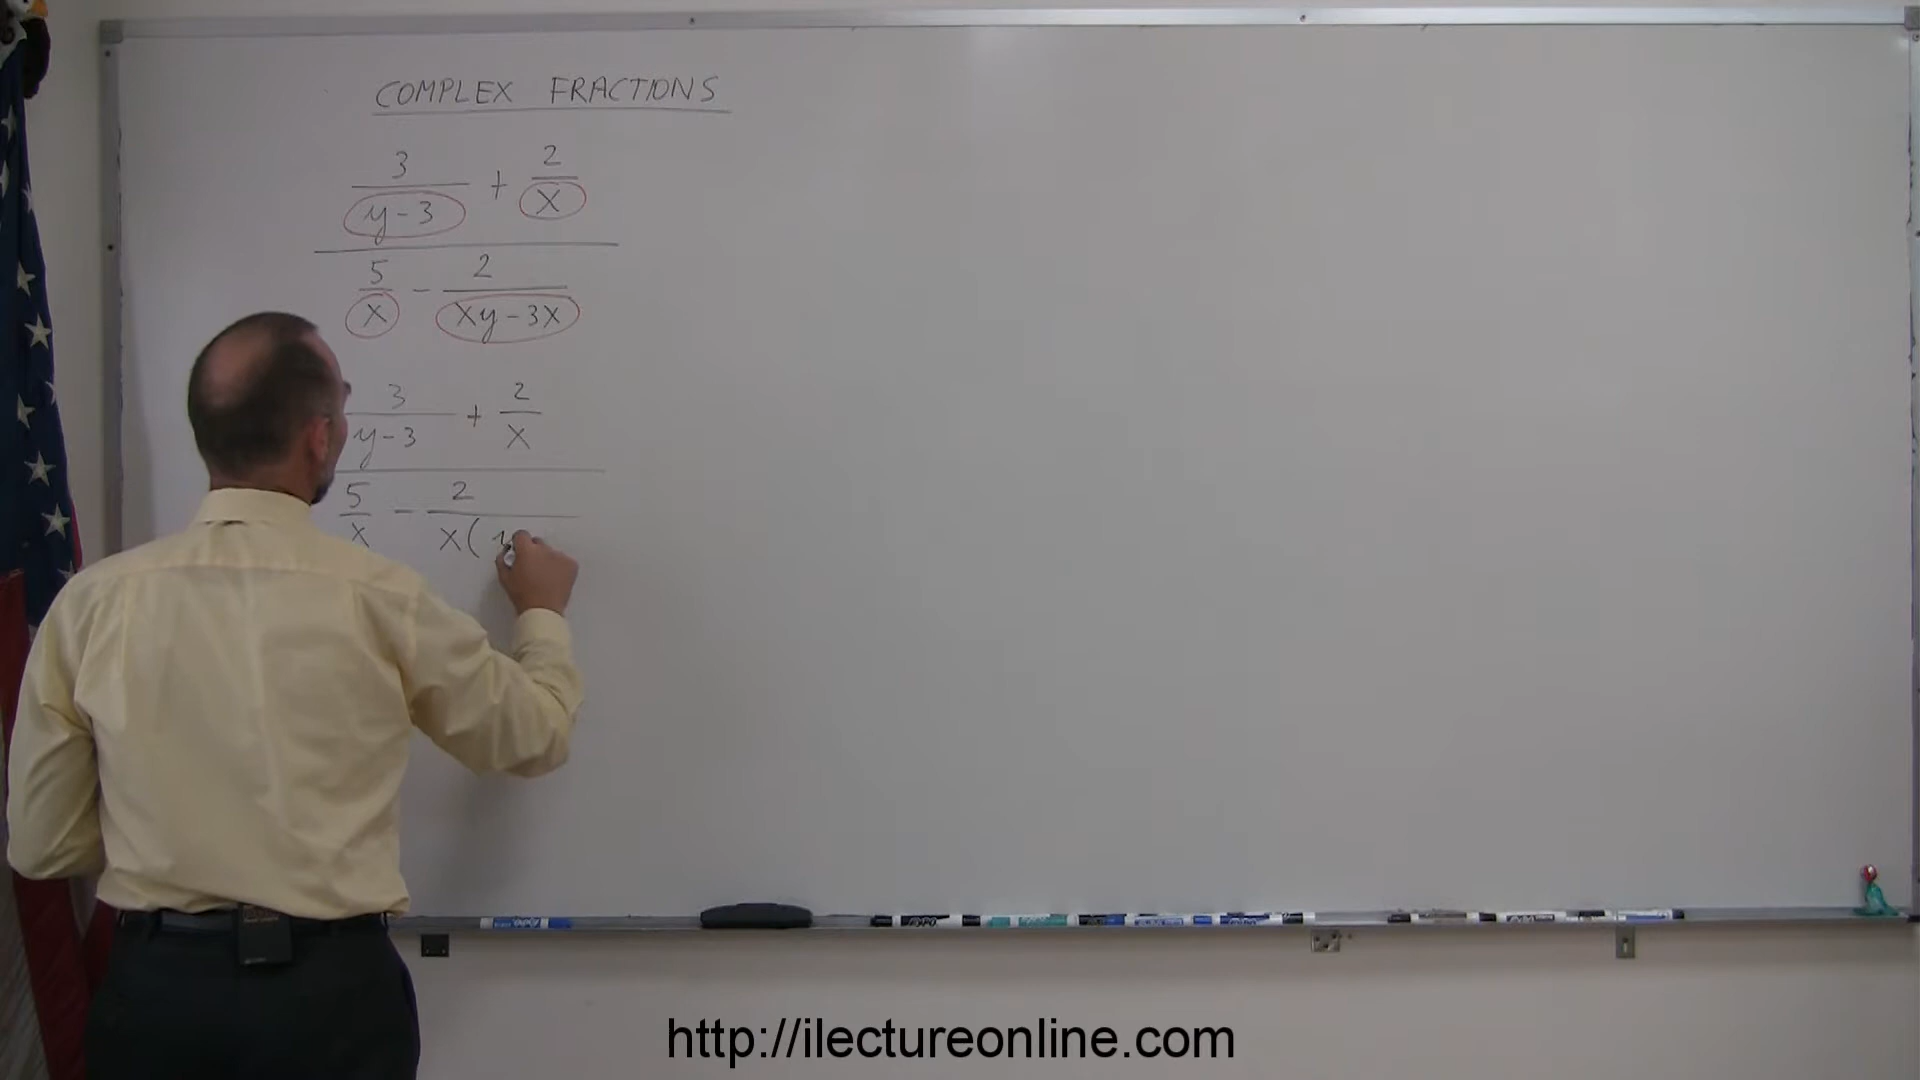 COMPLEX FRACTIONS
3 2
+
y-3 x
5 2
-
x xy-3x
3 2
+
y-3 x
5 2
-
x x( y
http://ilectureonline.com